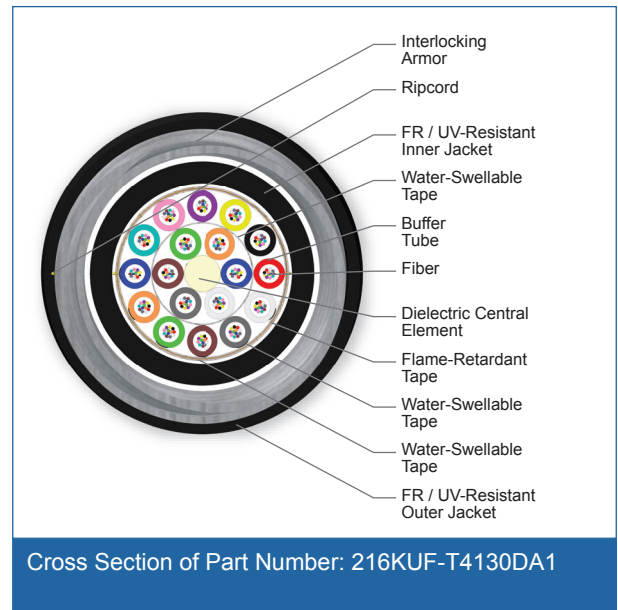 Interlocking
Armor
Ripcord
FR / UV-Resistant
Inner Jacket
Water-Swellable
Tape
Buffer
Tube
Fiber
Dielectric Central
Element
Flame-Retardant
Tape
Water-Swellable
Tape
Water-Swellable
Tape
FR / UV-Resistant
Outer Jacket
Cross Section of Part Number: 216KUF-T4130DA1